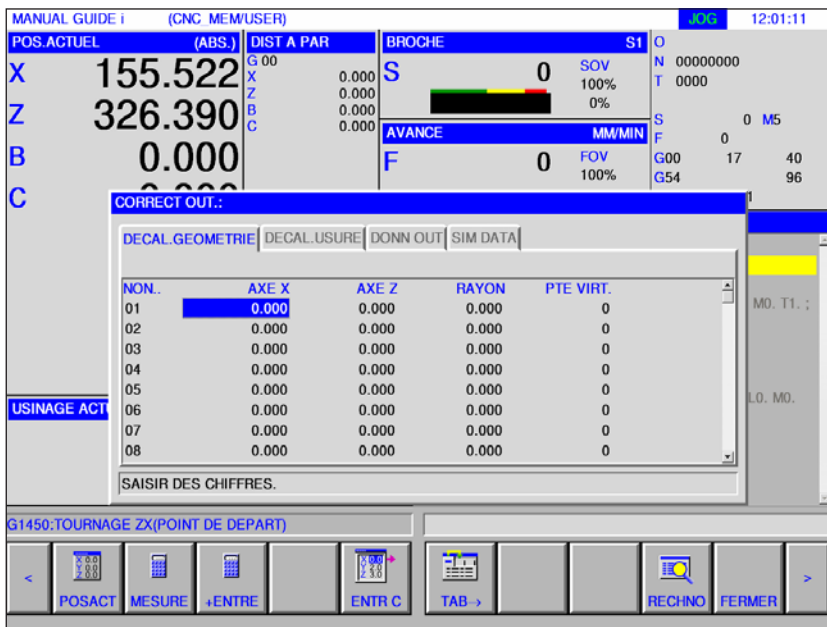 MANUAL GUIDE i (CNC_MEM/USER) JOG 12:01:11
POS.ACTUEL (ABS.) DIST A PAR BROCHE S1 O
G 00
N 00000000
X 155.522 X 0.000 S 0 SOV T 0000
100%
Z 0.000
0%
Z 326.390 B 0.000
C 0.000
S 0 M5
AVANCE MM/MIN F 0
B 0.000 F 0 FOV G00 17 40
100% G54 96
C
CORRECT OUT.: 1
DECAL.GEOMETRIE DECAL.USURE DONN OUT SIM DATA
NON.. AXE X AXE Z RAYON PTE VIRT.
01 0.000 0.000 0.000 0 M0. T1. ;
02 0.000 0.000 0.000 0
03 0.000 0.000 0.000 0
04 0.000 0.000 0.000 0
05 0.000 0.000 0.000 0 L0. M0.
USINAGE ACT
06 0.000 0.000 0.000 0
07 0.000 0.000 0.000 0
08 0.000 0.000 0.000 0
SAISIR DES CHIFFRES.
G1450:TOURNAGE ZX(POINT DE DEPART)
< POSACT MESURE +ENTRE ENTR C TAB→ RECHNO FERMER >